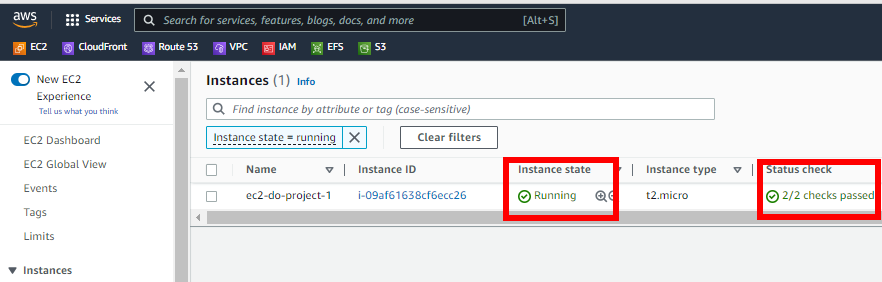 aws Services Search for services, features, blogs, docs, and more [Alt+S]
EC2 CloudFront Route 53 VPC IAM EFS S3
New EC2 Experience
Tell us what you think
EC2 Dashboard
EC2 Global View
Events
Tags
Limits
Instances
Instances (1) Info
Find instance by attribute or tag (case-sensitive)
Instance state = running Clear filters
Name Instance ID Instance state Instance type Status check
ec2-do-project-1 i-09af61638cf6ecc26 Running t2.micro 2/2 checks passed